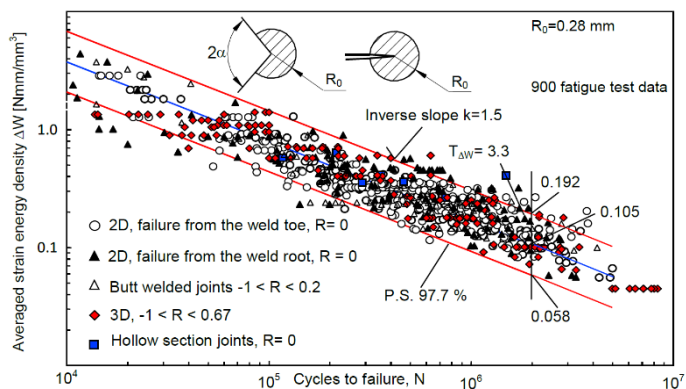 R₀=0.28 mm
2α
R₀
R₀
900 fatigue test data
Inverse slope k=1.5
TΔW= 3.3
0.192
0.105
0.058
P.S. 97.7 %
Averaged strain energy density ΔW [Nmm/mm³]
1.0
0.1
2D, failure from the weld toe, R= 0
2D, failure from the weld root, R= 0
Butt welded joints -1 < R < 0.2
3D, -1 < R < 0.67
Hollow section joints, R= 0
10⁴
10⁵
10⁶
10⁷
Cycles to failure, N